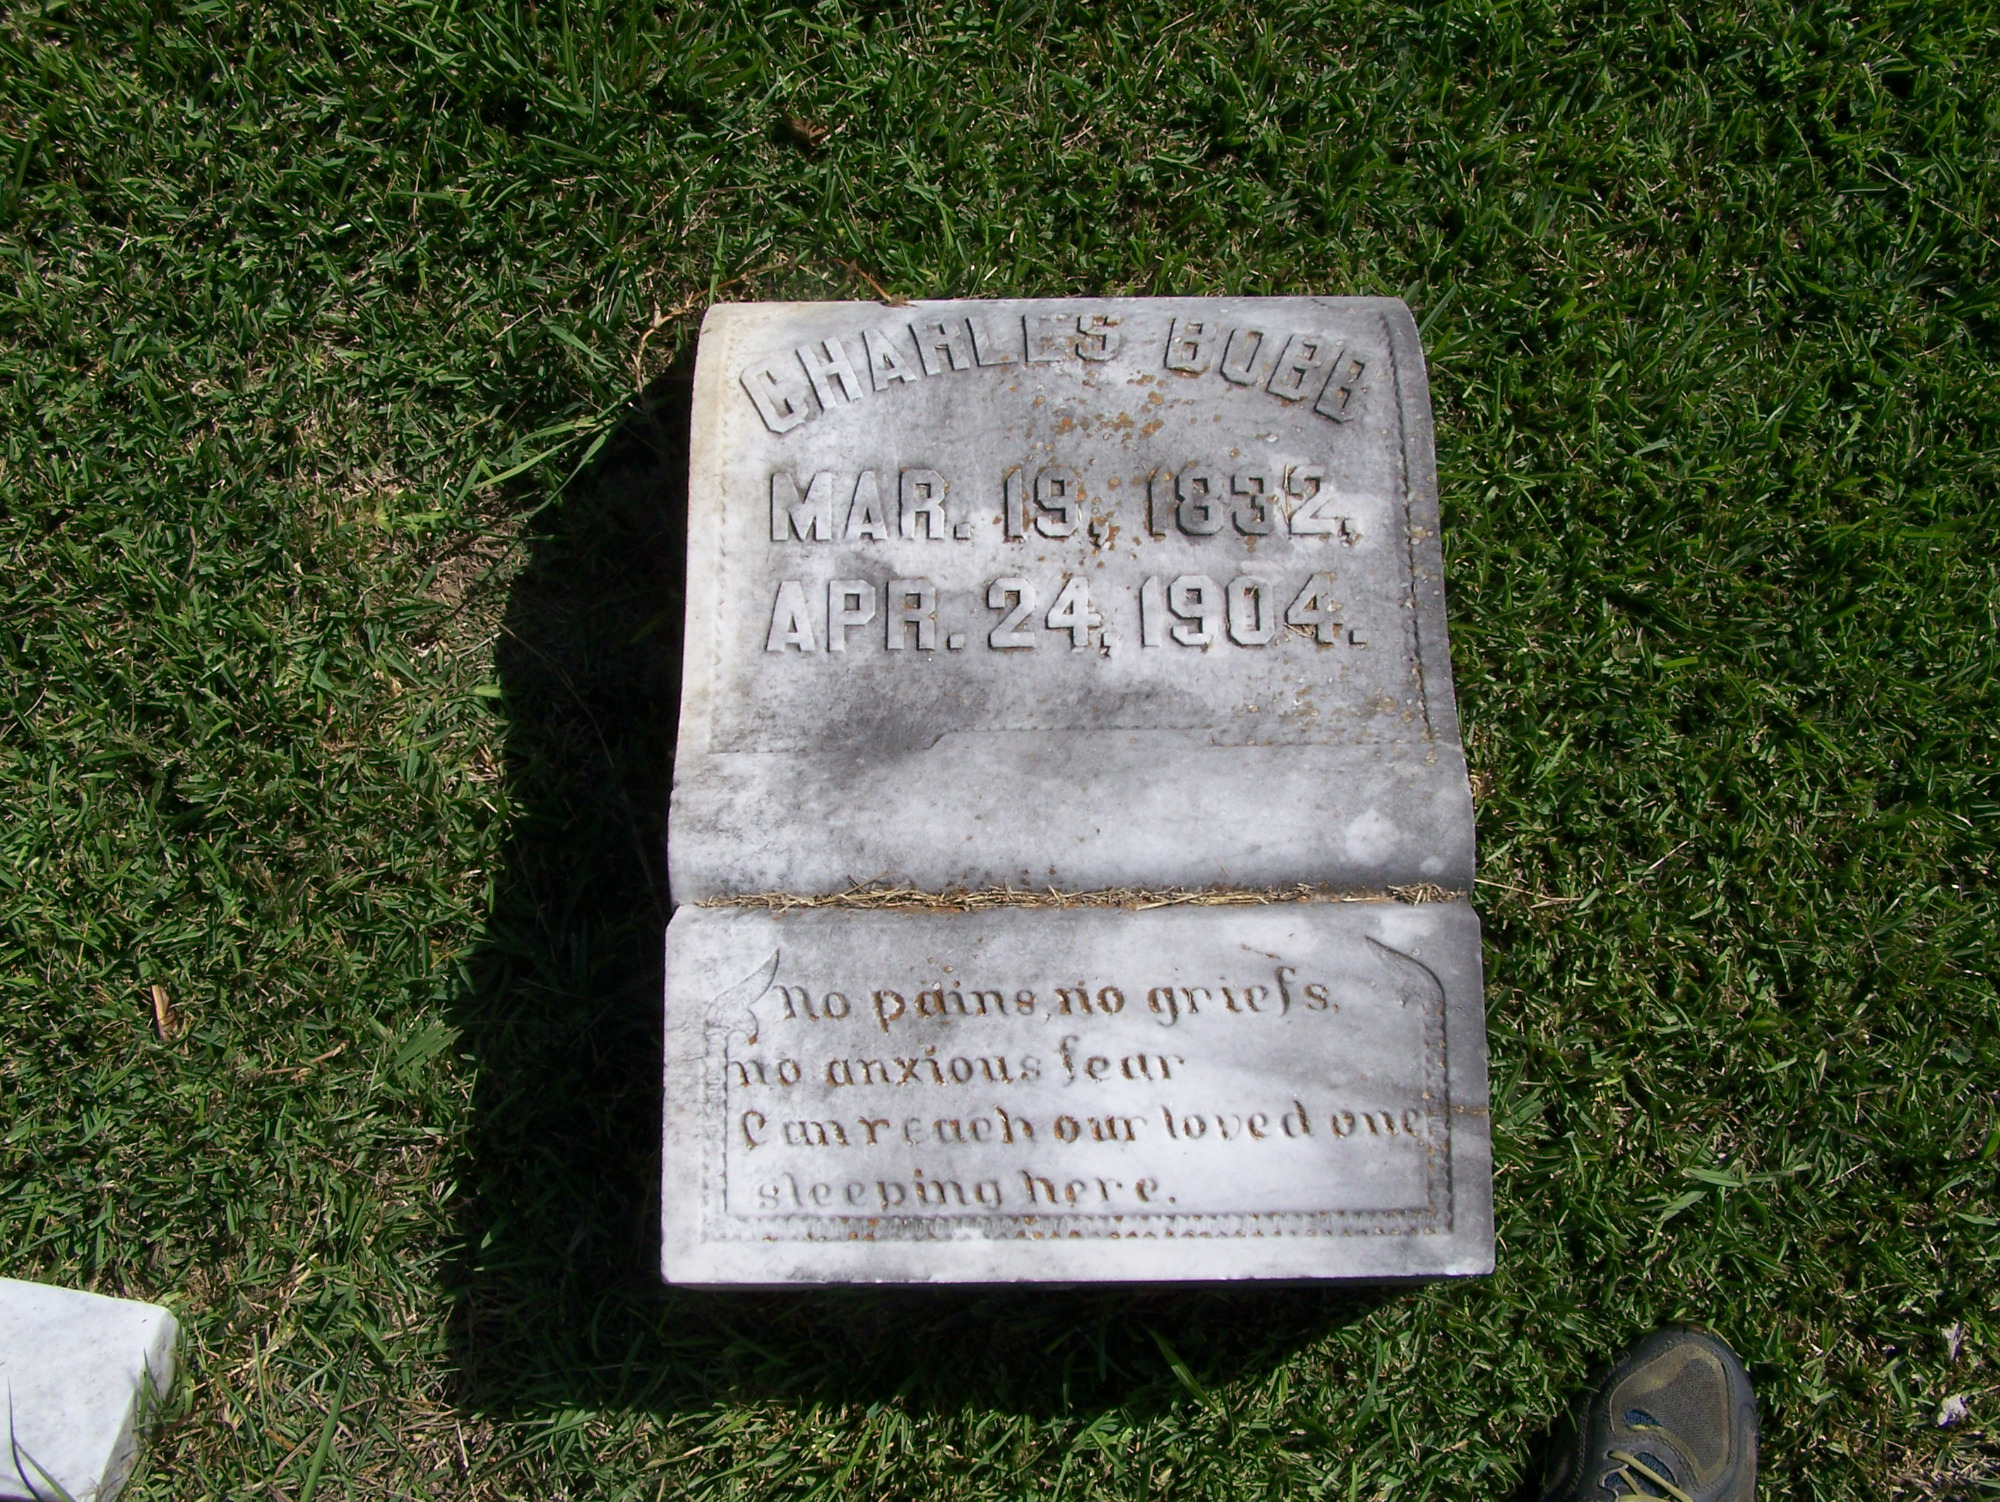 CHARLES BOBB
MAR. 19, 1832,
APR. 24, 1904.
No pains, no griefs,
no anxious fear
Can reach our loved one
sleeping here.